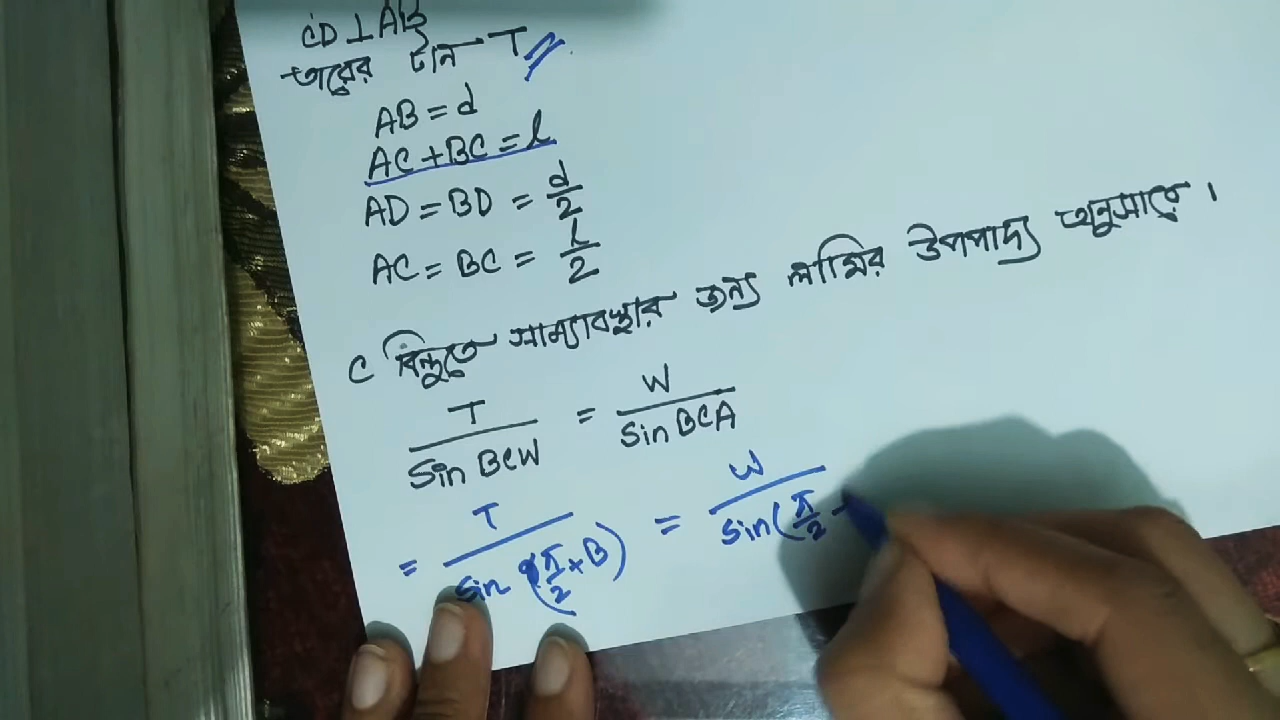 CD⊥AB
তারের টান T
AB = d
AC + BC = l
AD = BD = d/2
AC = BC = l/2
C বিন্দুতে সাম্যাবস্থার জন্য লামির উপপাদ্য অনুসারে।
T/Sin BCW = W/Sin BCA
= T/Sin (π/2 + B) = W/Sin(π/2 -